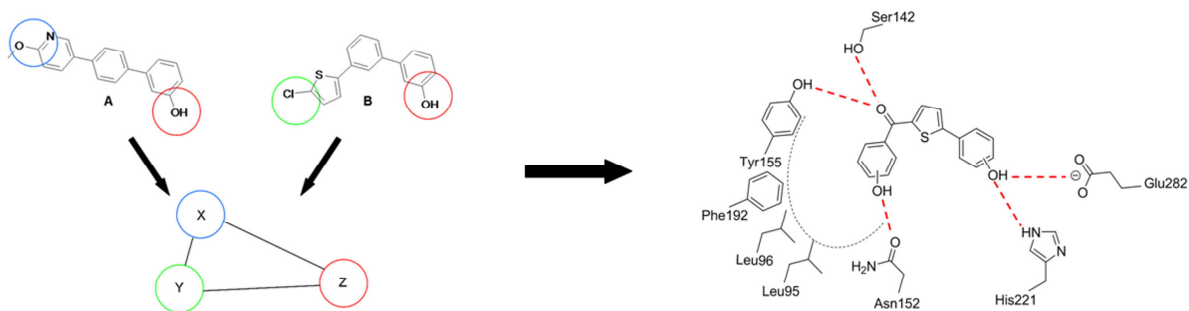 Ser142
HO
N
O
OH
A
S
Cl
B
OH
OH
O
S
Tyr155
OH
OH
⊖
O
O
Glu282
Phe192
X
Leu96
O
H2N
HN
N
Y
Z
Leu95
Asn152
His221